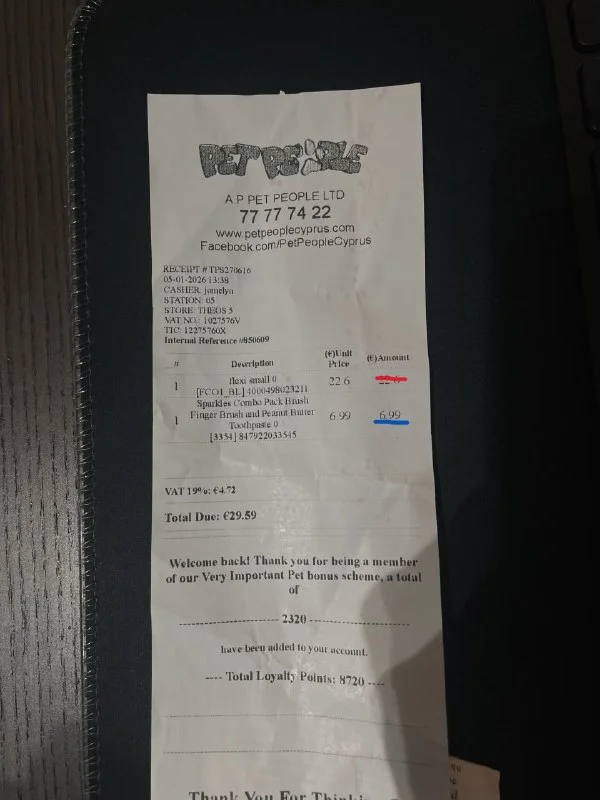 PET PEOPLE
A P PET PEOPLE LTD
77 77 74 22
www.petpeoplecyprus.com
Facebook.com/PetPeopleCyprus
RECEIPT # TPS270616
05-01-2026 13:38
CASHER: jomelyn
STATION: 05
STORE: THEOS 5
VAT NO.: 1027576V
TIC: 12275760X
Internal Reference #850609
# Description (€)Unit Price (€)Amount
1 flexi small 0 22.6
[FCO1_BL] 4000498023211
1 Sparkles Combo Pack Brush
Finger Brush and Peanut Butter 6.99 6.99
Toothpaste 0
[3354] 847922033545
VAT 19%: €4.72
Total Due: €29.59
Welcome back! Thank you for being a member
of our Very Important Pet bonus scheme, a total
of
2320
have been added to your account.
---- Total Loyalty Points: 8720 ----
Thank You For